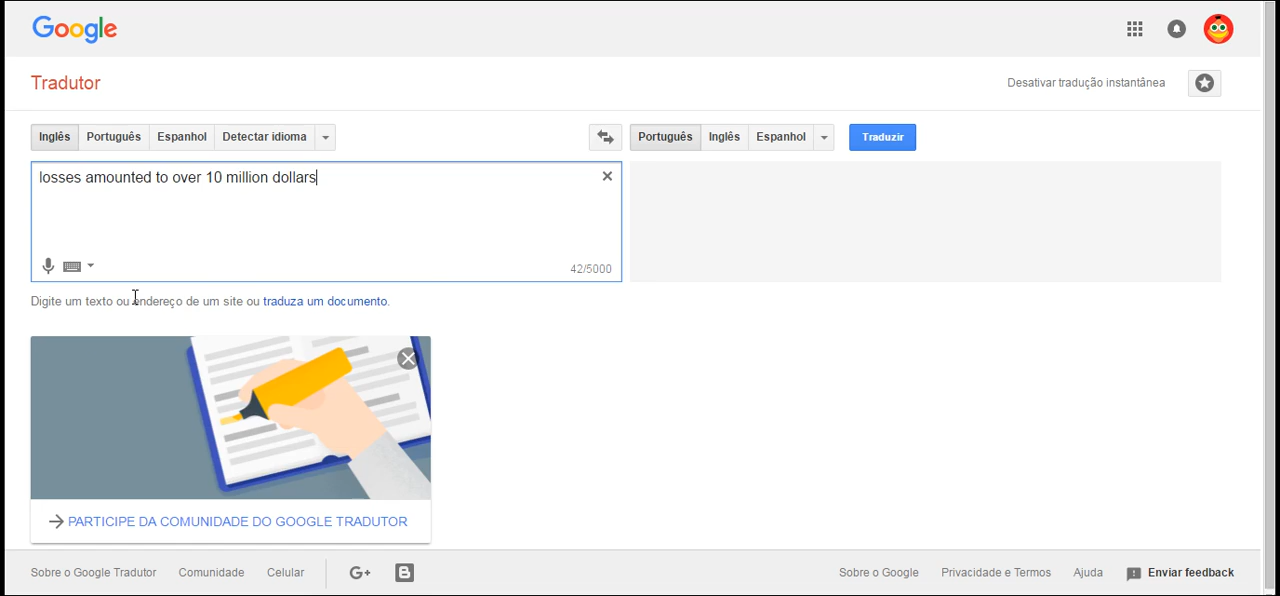 Google
Tradutor
Desativar tradução instantânea
Inglês Português Espanhol Detectar idioma
Português Inglês Espanhol
Traduzir
losses amounted to over 10 million dollars
42/5000
Digite um texto ou endereço de um site ou traduza um documento.
PARTICIPE DA COMUNIDADE DO GOOGLE TRADUTOR
Sobre o Google Tradutor Comunidade Celular G+ B Sobre o Google Privacidade e Termos Ajuda Enviar feedback